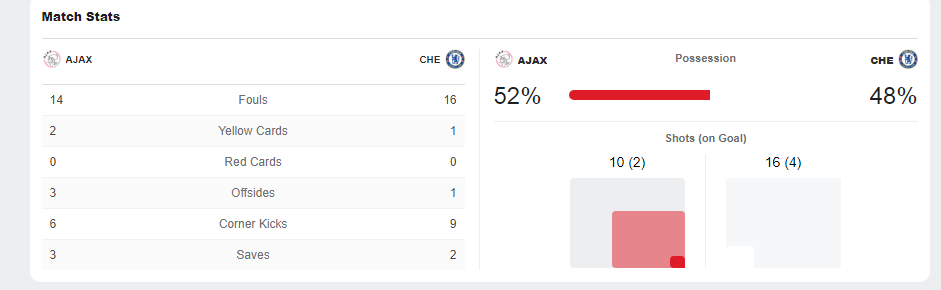 Match Stats
AJAX CHE
14 Fouls 16
2 Yellow Cards 1
0 Red Cards 0
3 Offsides 1
6 Corner Kicks 9
3 Saves 2
AJAX Possession CHE
52% 48%
Shots (on Goal)
10 (2) 16 (4)